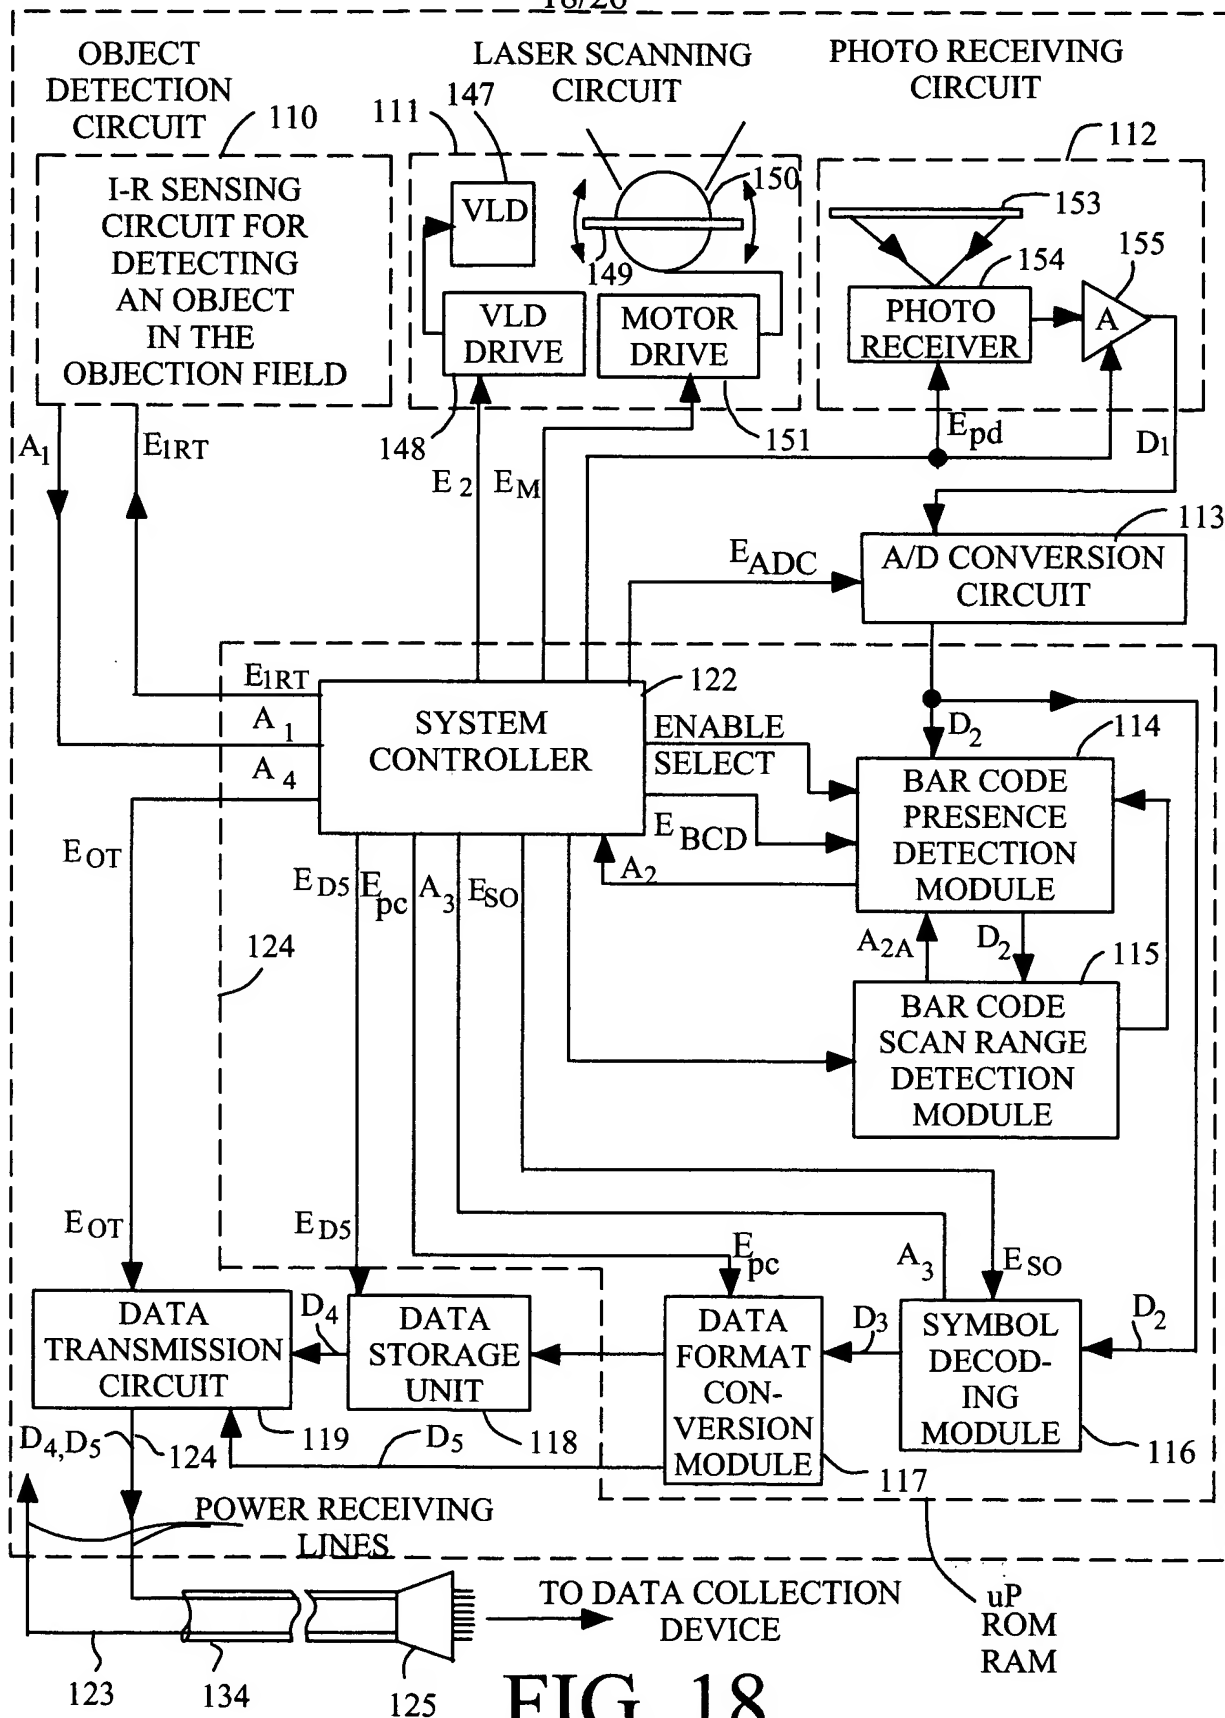 18/26
OBJECT
DETECTION
CIRCUIT
110
LASER SCANNING
CIRCUIT
147
111
PHOTO RECEIVING
CIRCUIT
112
I-R SENSING
CIRCUIT FOR
DETECTING
AN OBJECT
IN THE
OBJECTION FIELD
VLD
150
149
VLD
DRIVE
MOTOR
DRIVE
148
151
153
154
155
PHOTO
RECEIVER
A
A1
E1RT
E2
EM
Epd
D1
113
A/D CONVERSION
CIRCUIT
EADC
E1RT
A1
A4
122
SYSTEM
CONTROLLER
ENABLE
SELECT
EBCD
A2
D2
114
BAR CODE
PRESENCE
DETECTION
MODULE
EOT
ED5
Epc
A3
ESO
124
A2A
D2
115
BAR CODE
SCAN RANGE
DETECTION
MODULE
EOT
ED5
Epc
A3
ESO
DATA
TRANSMISSION
CIRCUIT
D4
DATA
STORAGE
UNIT
DATA
FORMAT
CON-
VERSION
MODULE
D3
SYMBOL
DECOD-
ING
MODULE
D2
D4,D5
124
119
D5
118
117
116
POWER RECEIVING
LINES
TO DATA COLLECTION
DEVICE
uP
ROM
RAM
123
134
125
FIG. 18